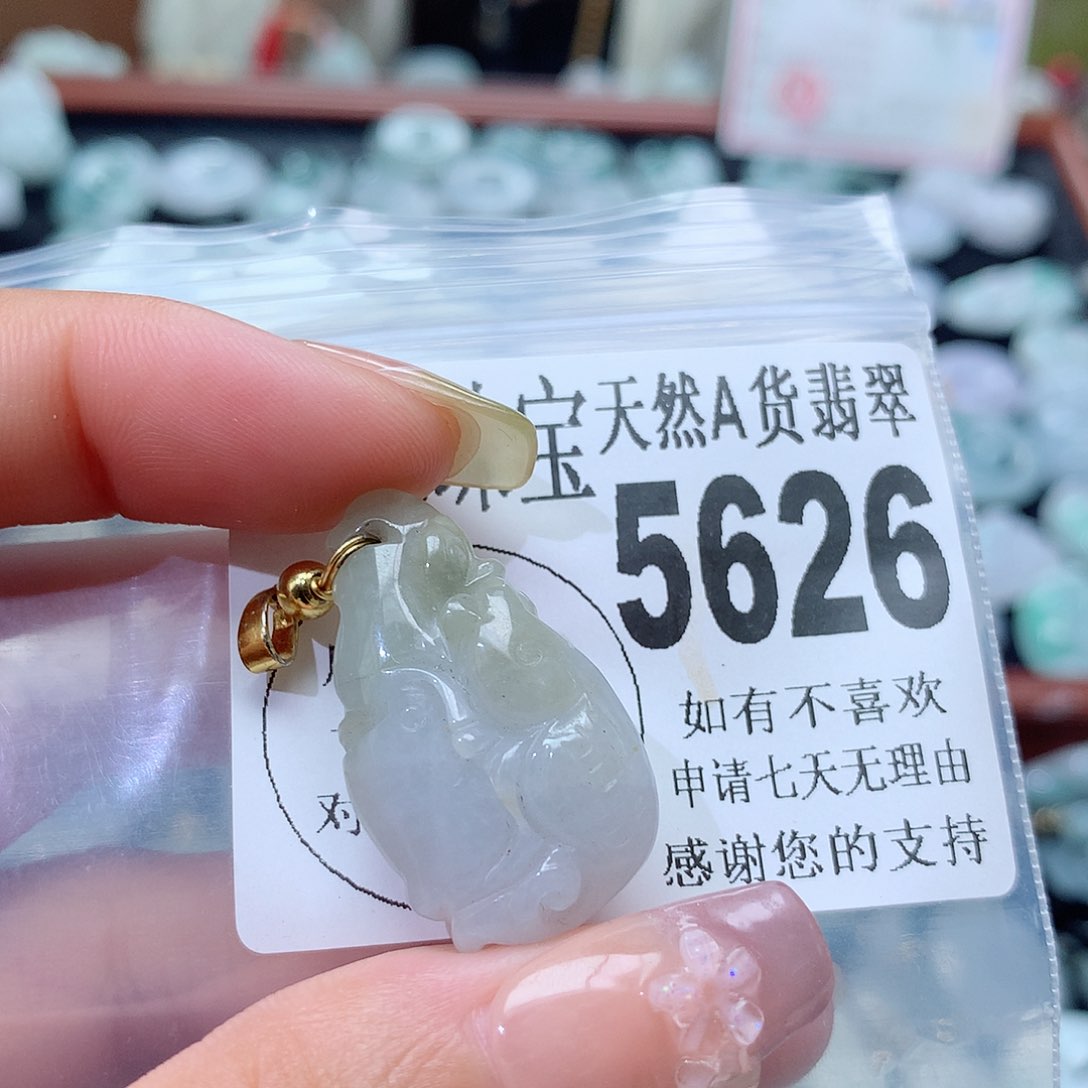 宝天然A货翡翠
5626
如有不喜欢
申请七天无理由
对
感谢您的支持